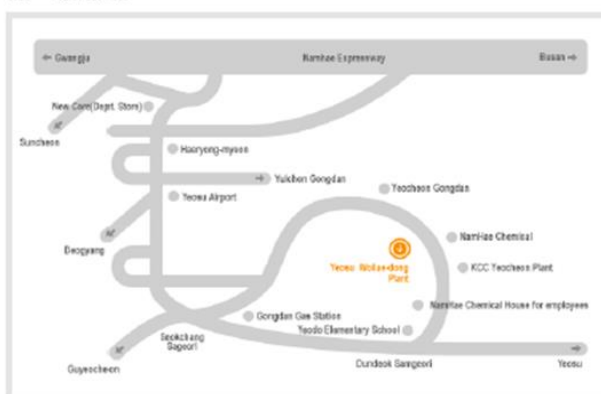 ← Gwangju
Namhae Expressway
Busan →
New Core(Dept. Store)
Suncheon
Haeryong-myeon
Yulchon Gongdan
Yeocheon Gongdan
Yeosu Airport
NamHae Chemical
Deogyang
Yeosu Wollae-dong
Plant
KCC Yeocheon Plant
NamHae Chemical House for employees
Gongdan Gas Station
Yeodo Elementary School
Seokchang
Sageori
Guyeocheon
Dundeok Samgeori
Yeosu